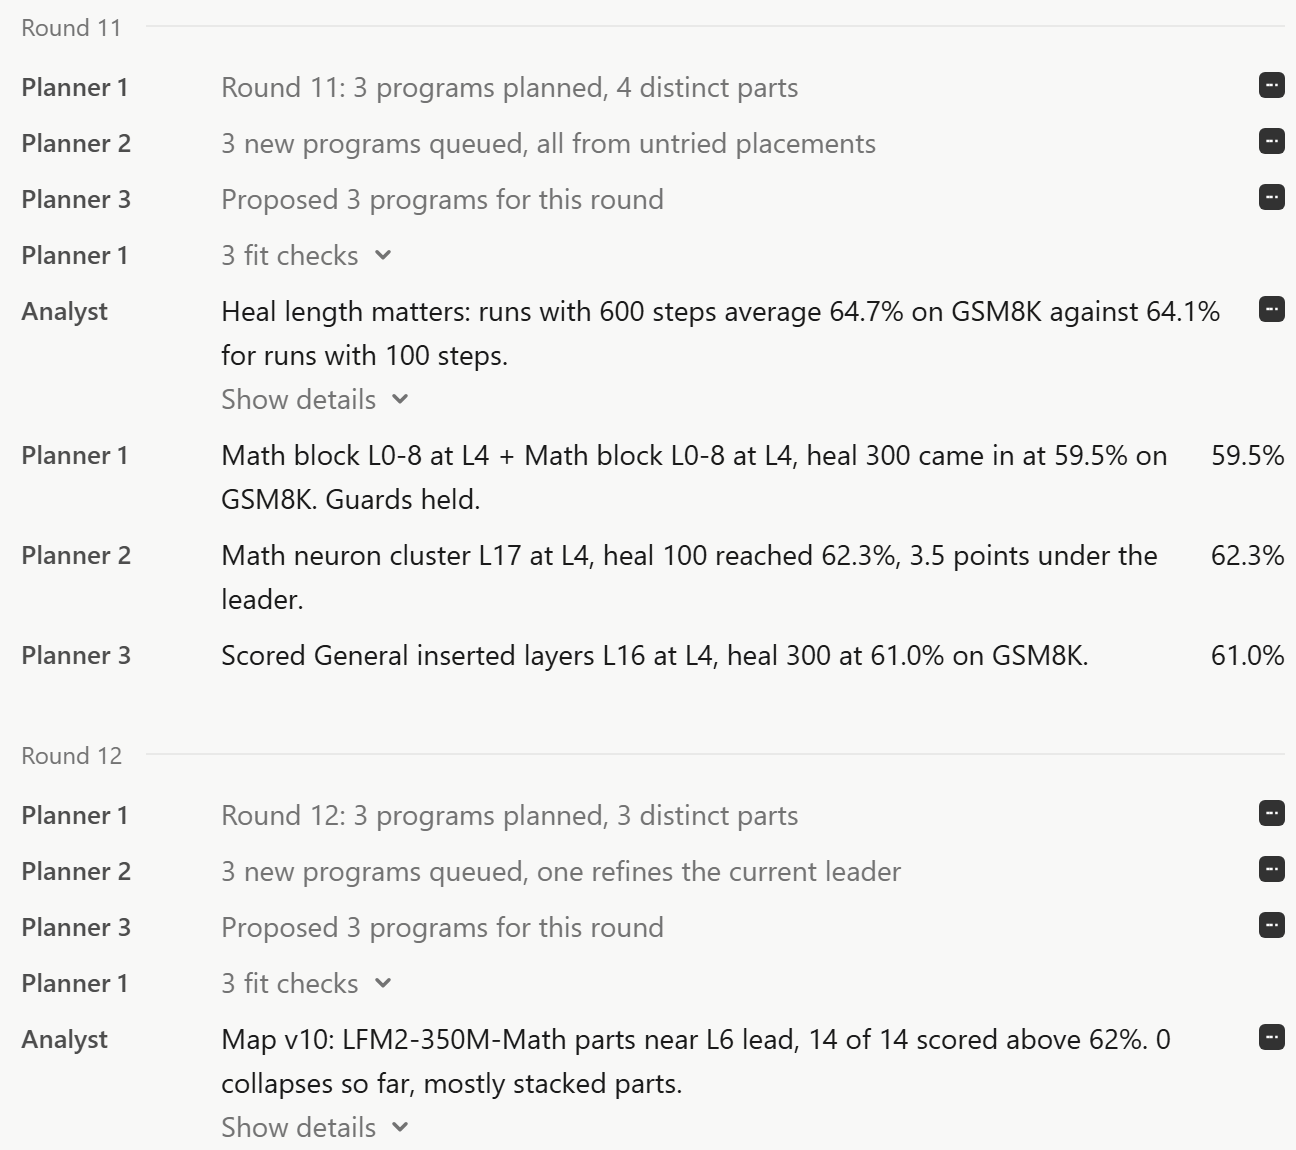 Round 11
Planner 1 Round 11: 3 programs planned, 4 distinct parts
Planner 2 3 new programs queued, all from untried placements
Planner 3 Proposed 3 programs for this round
Planner 1 3 fit checks
Analyst Heal length matters: runs with 600 steps average 64.7% on GSM8K against 64.1%
for runs with 100 steps.
Show details
Planner 1 Math block L0-8 at L4 + Math block L0-8 at L4, heal 300 came in at 59.5% on 59.5%
GSM8K. Guards held.
Planner 2 Math neuron cluster L17 at L4, heal 100 reached 62.3%, 3.5 points under the 62.3%
leader.
Planner 3 Scored General inserted layers L16 at L4, heal 300 at 61.0% on GSM8K. 61.0%
Round 12
Planner 1 Round 12: 3 programs planned, 3 distinct parts
Planner 2 3 new programs queued, one refines the current leader
Planner 3 Proposed 3 programs for this round
Planner 1 3 fit checks
Analyst Map v10: LFM2-350M-Math parts near L6 lead, 14 of 14 scored above 62%. 0
collapses so far, mostly stacked parts.
Show details